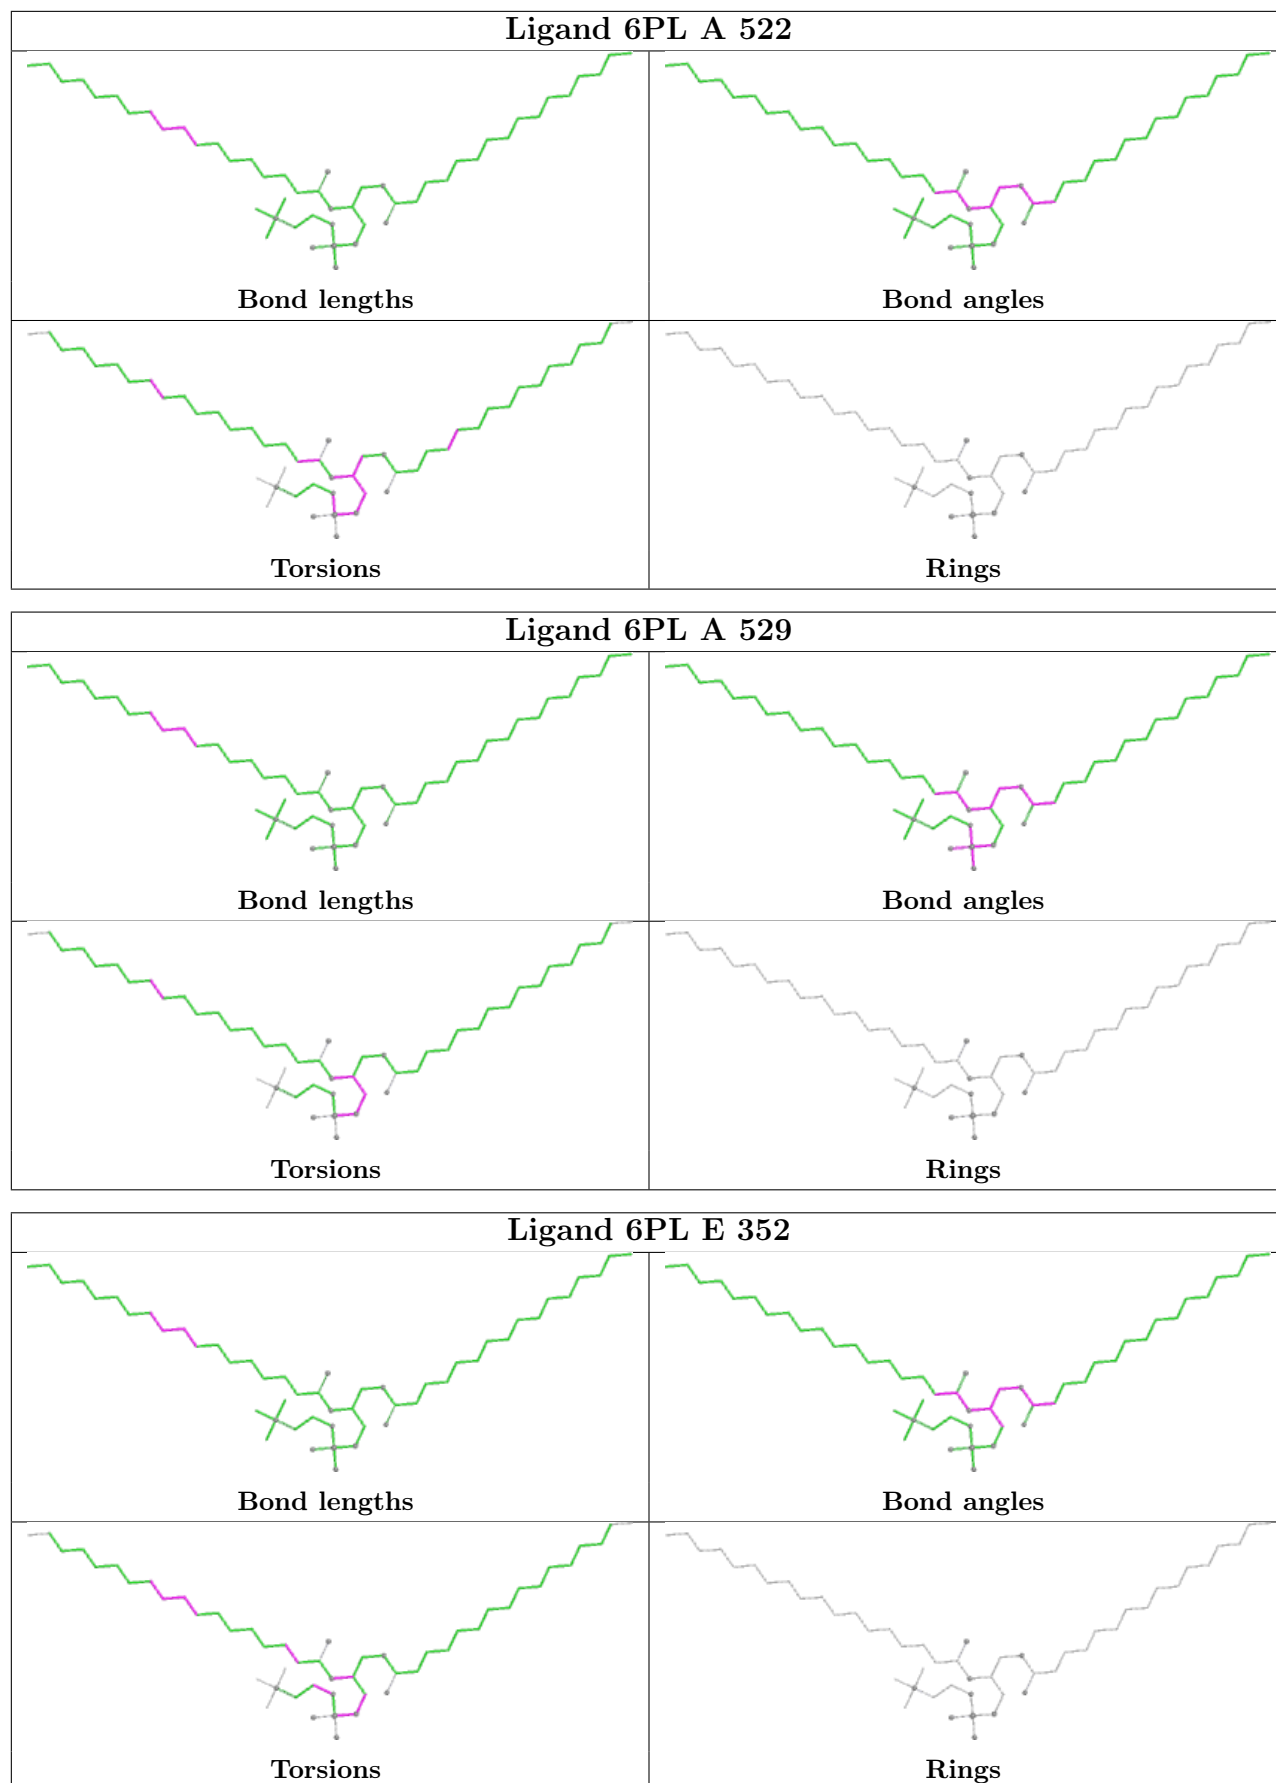 Ligand 6PL A 522
Bond lengths
Bond angles
Torsions
Rings
Ligand 6PL A 529
Bond lengths
Bond angles
Torsions
Rings
Ligand 6PL E 352
Bond lengths
Bond angles
Torsions
Rings